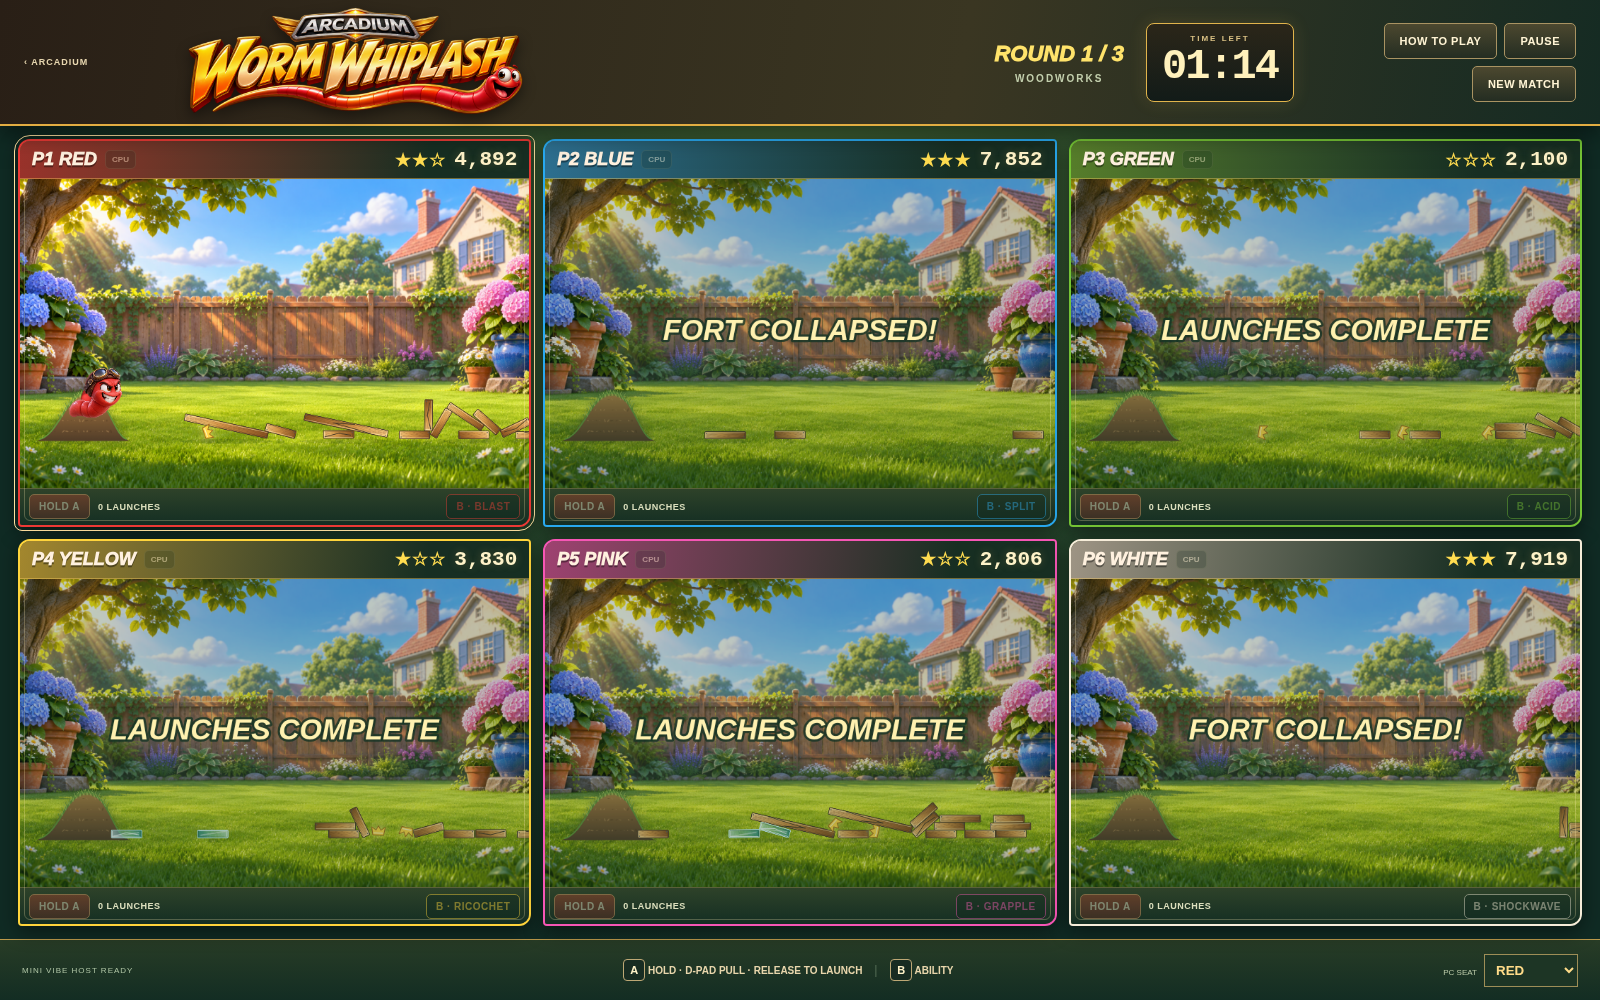 ‹ ARCADIUM
ARCADIUM
WORM WHIPLASH
ROUND 1 / 3
WOODWORKS
TIME LEFT
01:14
HOW TO PLAY
PAUSE
NEW MATCH
P1 RED CPU ★★☆ 4,892
HOLD A 0 LAUNCHES B · BLAST
P2 BLUE CPU ★★★ 7,852
FORT COLLAPSED!
HOLD A 0 LAUNCHES B · SPLIT
P3 GREEN CPU ☆☆☆ 2,100
LAUNCHES COMPLETE
HOLD A 0 LAUNCHES B · ACID
P4 YELLOW CPU ★☆☆ 3,830
LAUNCHES COMPLETE
HOLD A 0 LAUNCHES B · RICOCHET
P5 PINK CPU ★☆☆ 2,806
LAUNCHES COMPLETE
HOLD A 0 LAUNCHES B · GRAPPLE
P6 WHITE CPU ★★★ 7,919
FORT COLLAPSED!
HOLD A 0 LAUNCHES B · SHOCKWAVE
MINI VIBE HOST READY
A HOLD · D-PAD PULL · RELEASE TO LAUNCH | B ABILITY
PC SEAT RED